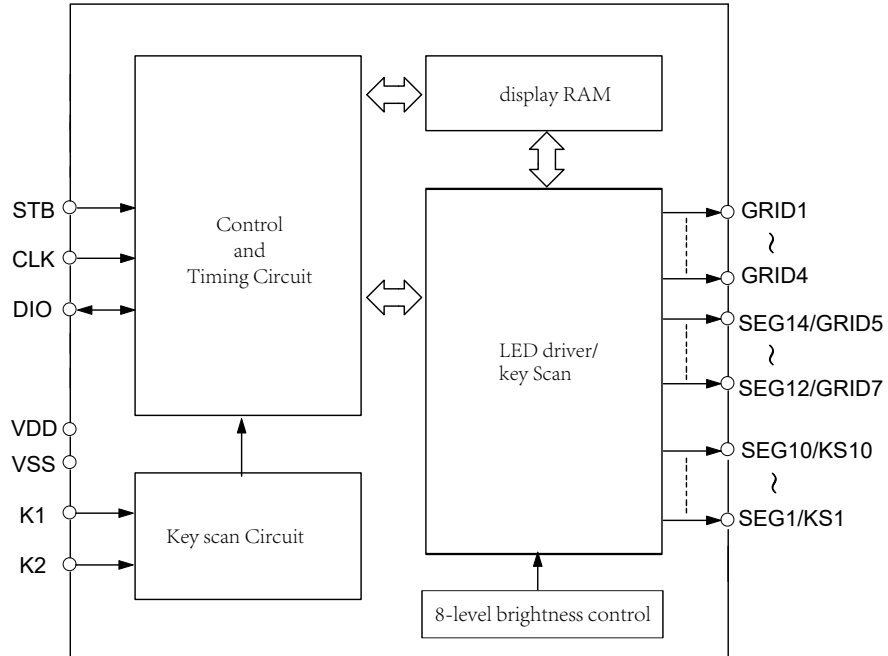 display RAM
STB
CLK
DIO
VDD
VSS
K1
K2
Control
and
Timing Circuit
Key scan Circuit
LED driver/
key Scan
8-level brightness control
GRID1
~
GRID4
SEG14/GRID5
~
SEG12/GRID7
SEG10/KS10
~
SEG1/KS1